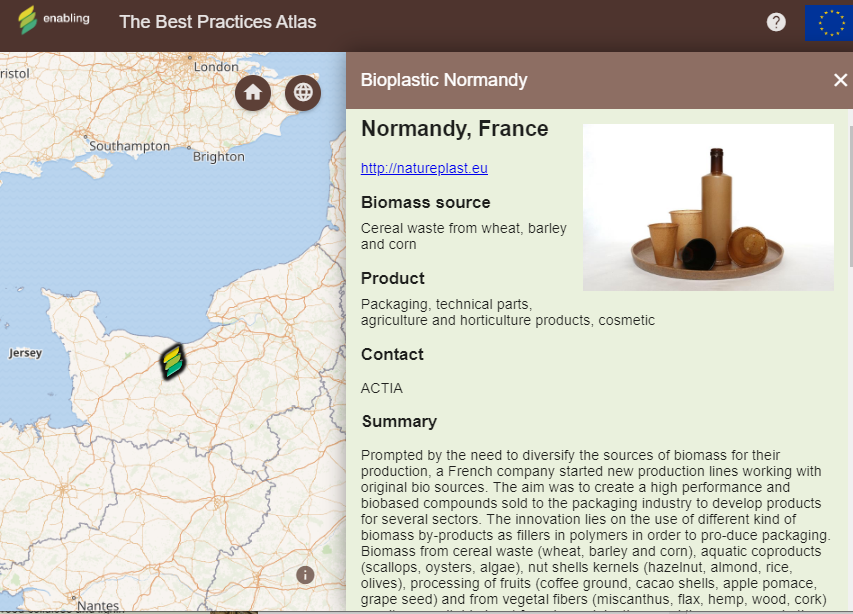 enabling
The Best Practices Atlas
?
ristol
London
Southampton
Brighton
Jersey
Nantes
Bioplastic Normandy
Normandy, France
http://natureplast.eu
Biomass source
Cereal waste from wheat, barley
and corn
Product
Packaging, technical parts,
agriculture and horticulture products, cosmetic
Contact
ACTIA
Summary
Prompted by the need to diversify the sources of biomass for their
production, a French company started new production lines working with
original bio sources. The aim was to create a high performance and
biobased compounds sold to the packaging industry to develop products
for several sectors. The innovation lies on the use of different kind of
biomass by-products as fillers in polymers in order to pro-duce packaging.
Biomass from cereal waste (wheat, barley and corn), aquatic coproducts
(scallops, oysters, algae), nut shells kernels (hazelnut, almond, rice,
olives), processing of fruits (coffee ground, cacao shells, apple pomace,
grape seed) and from vegetal fibers (miscanthus, flax, hemp, wood, cork)